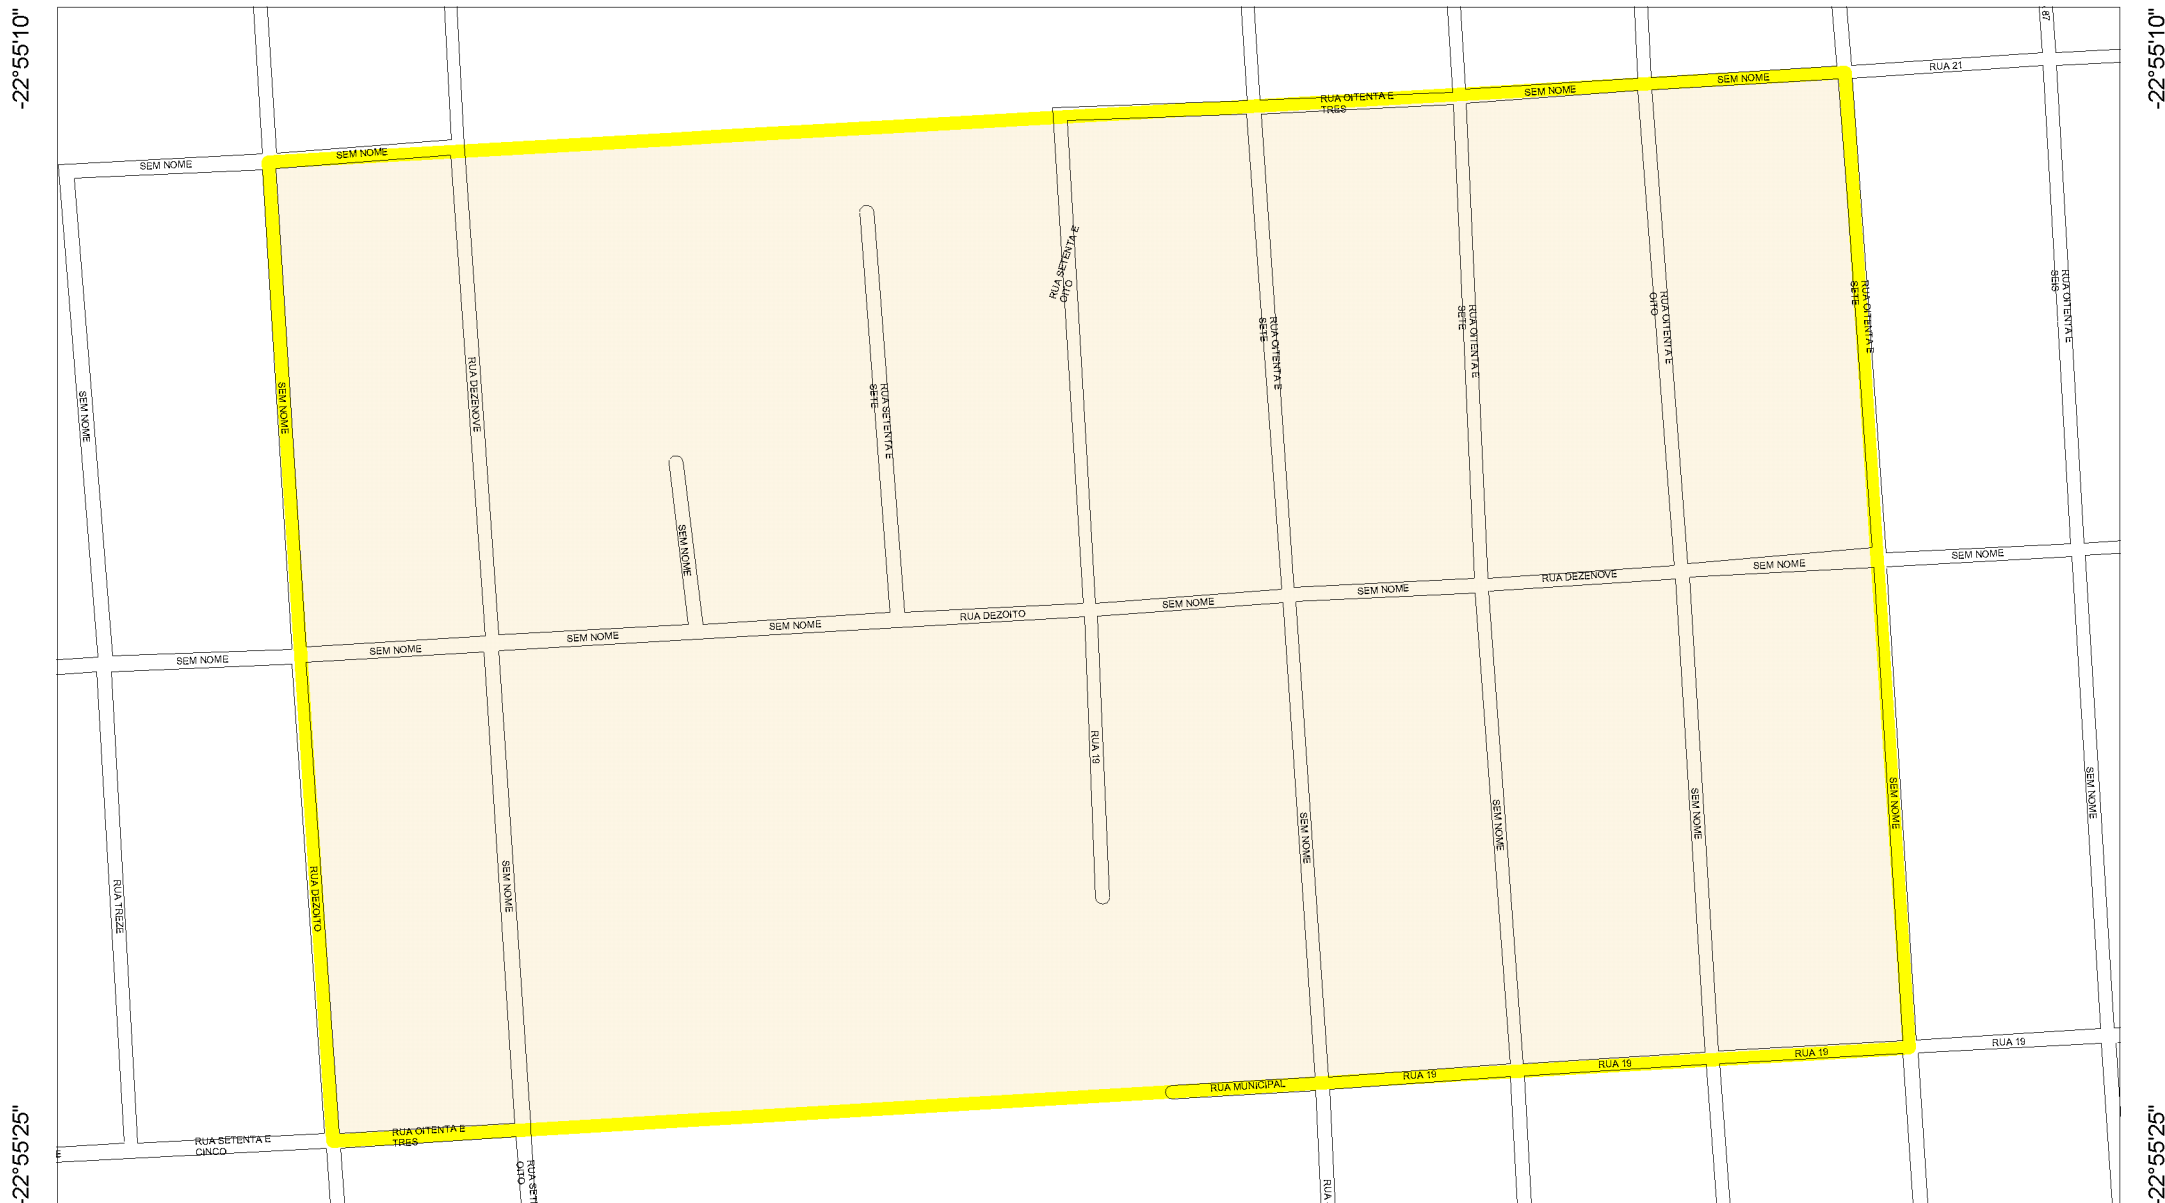 -22°55'10"
-22°55'10"
87
RUA 21
SEM NOME
SEM NOME
RUA OITENTA E
TRES
SEM NOME
SEM NOME
SEM NOME
RUA SETENTA E
OITO
RUA OITENTA E
SETE
RUA OITENTA E
SETE
RUA OITENTA E
OITO
RUA OITENTA E
SETE
RUA OITENTA E
SEIS
SEM NOME
SEM NOME
RUA DEZENOVE
RUA SETENTA E
SETE
SEM NOME
SEM NOME
SEM NOME
SEM NOME
SEM NOME
RUA DEZOITO
SEM NOME
SEM NOME
RUA DEZENOVE
SEM NOME
SEM NOME
RUA 19
SEM NOME
SEM NOME
SEM NOME
SEM NOME
SEM NOME
RUA TREZE
RUA DEZOITO
SEM NOME
RUA MUNICIPAL
RUA 19
RUA 19
RUA 19
RUA 19
E
RUA SETENTA E
CINCO
RUA OITENTA E
TRES
RUA SETE
OITO
RUA
-22°55'25"
-22°55'25"